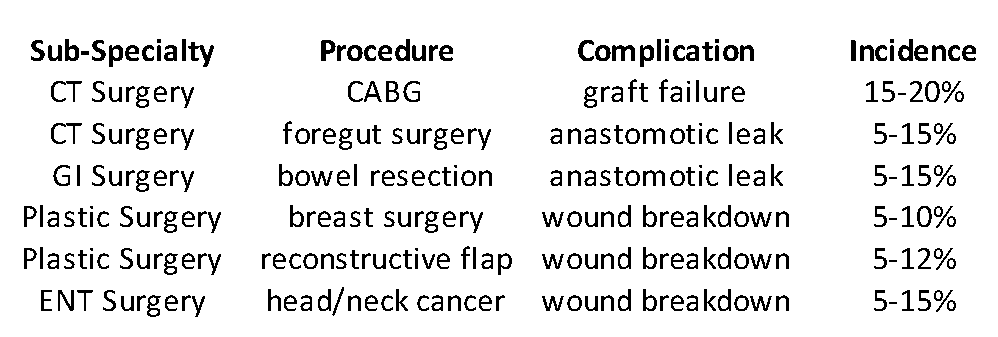 Sub-Specialty Procedure Complication Incidence
CT Surgery CABG graft failure 15-20%
CT Surgery foregut surgery anastomotic leak 5-15%
GI Surgery bowel resection anastomotic leak 5-15%
Plastic Surgery breast surgery wound breakdown 5-10%
Plastic Surgery reconstructive flap wound breakdown 5-12%
ENT Surgery head/neck cancer wound breakdown 5-15%